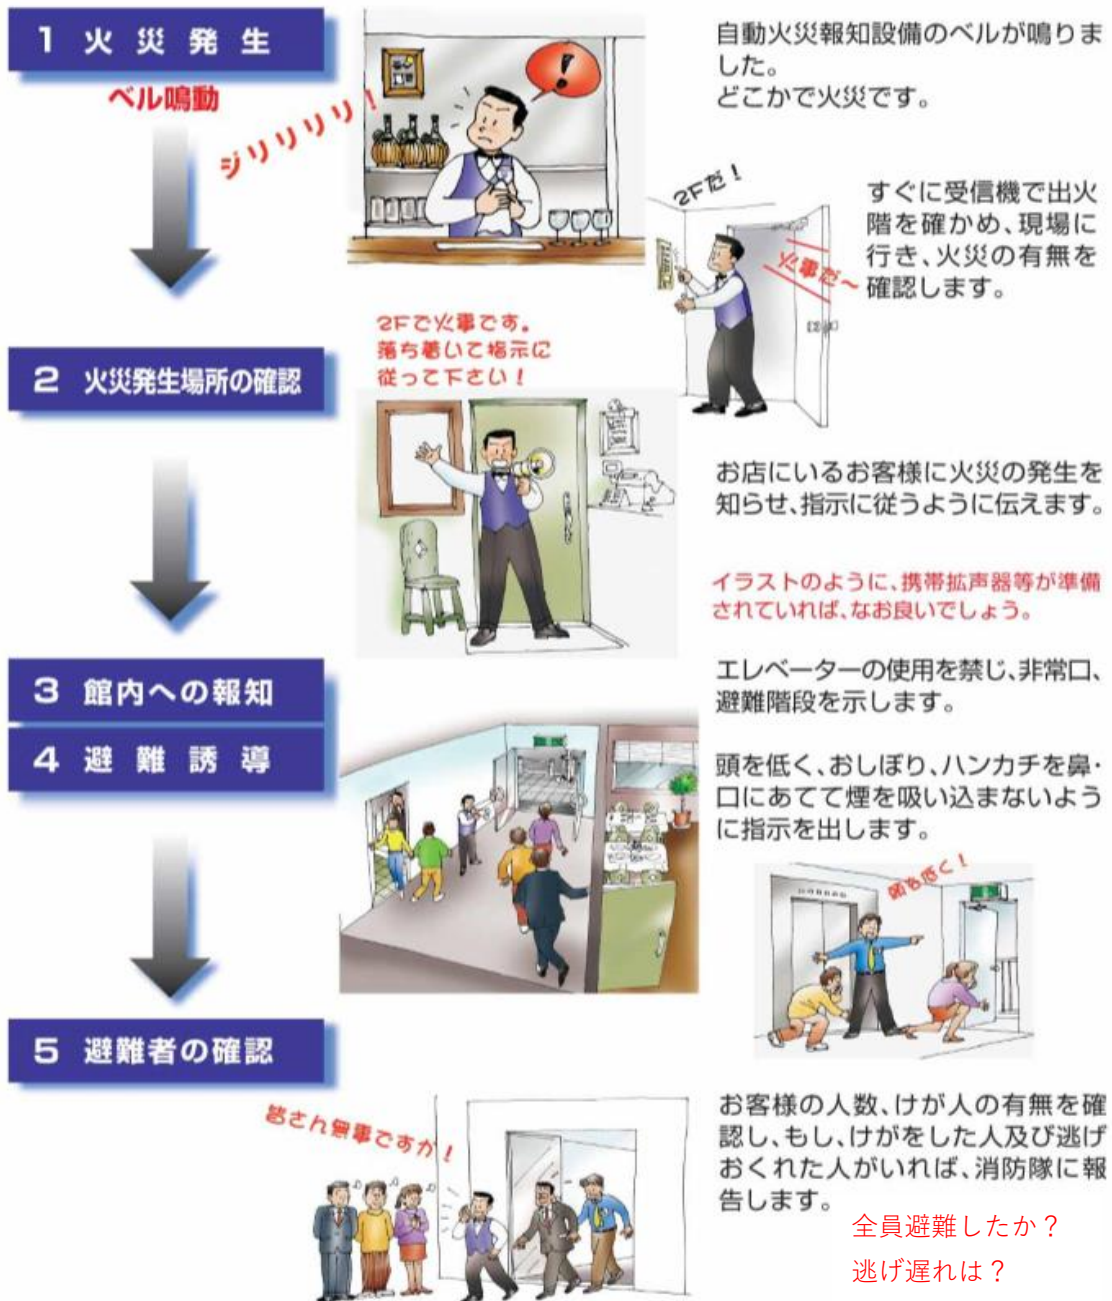 1 火 災 発 生
ベル鳴動
ジリリリリ！
！
自動火災報知設備のベルが鳴りま
した。
どこかで火災です。
2Fだ！
火事だ〜
すぐに受信機で出火
階を確かめ、現場に
行き、火災の有無を
確認します。
2 火災発生場所の確認
2Fで火事です。
落ち着いて指示に
従って下さい！
お店にいるお客様に火災の発生を
知らせ、指示に従うように伝えます。
イラストのように、携帯拡声器等が準備
されていれば、なお良いでしょう。
3 館内への報知
4 避 難 誘 導
エレベーターの使用を禁じ、非常口、
避難階段を示します。
頭を低く、おしぼり、ハンカチを鼻・
口にあてて煙を吸い込まないよう
に指示を出します。
頭を低く！
5 避難者の確認
皆さん無事ですか！
お客様の人数、けが人の有無を確
認し、もし、けがをした人及び逃げ
おくれた人がいれば、消防隊に報
告します。
全員避難したか？
逃げ遅れは？